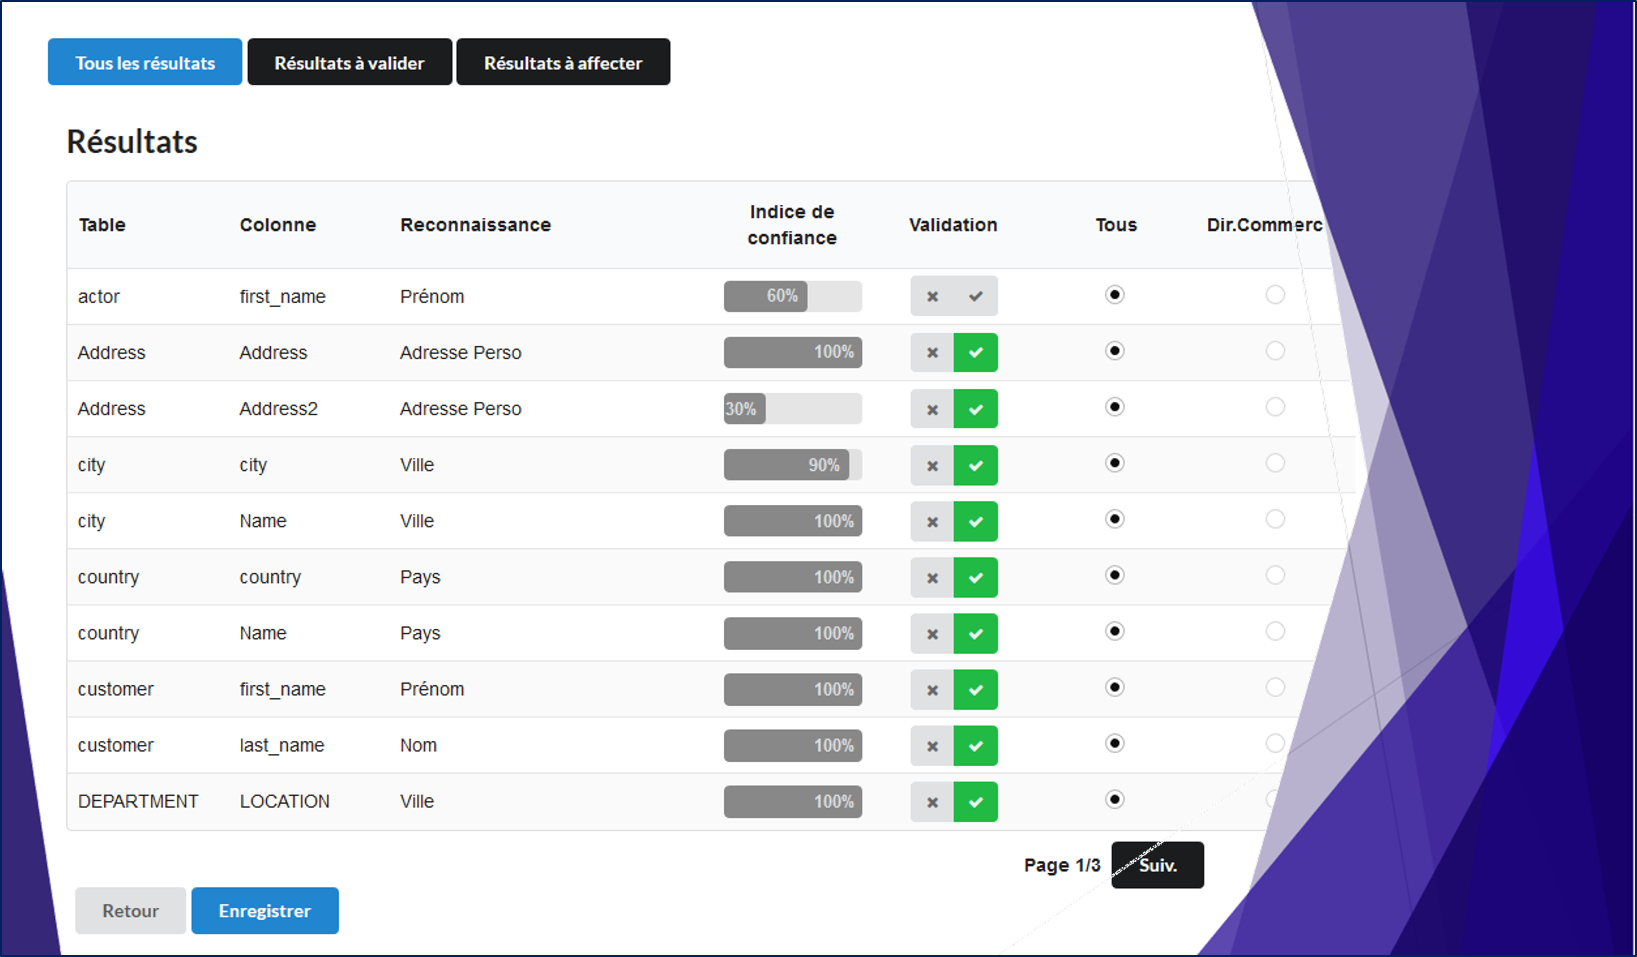 Tous les résultats Résultats à valider Résultats à affecter
Résultats
Table Colonne Reconnaissance Indice de confiance Validation Tous Dir.Commerc
actor first_name Prénom 60%
Address Address Adresse Perso 100%
Address Address2 Adresse Perso 30%
city city Ville 90%
city Name Ville 100%
country country Pays 100%
country Name Pays 100%
customer first_name Prénom 100%
customer last_name Nom 100%
DEPARTMENT LOCATION Ville 100%
Page 1/3 Suiv.
Retour Enregistrer